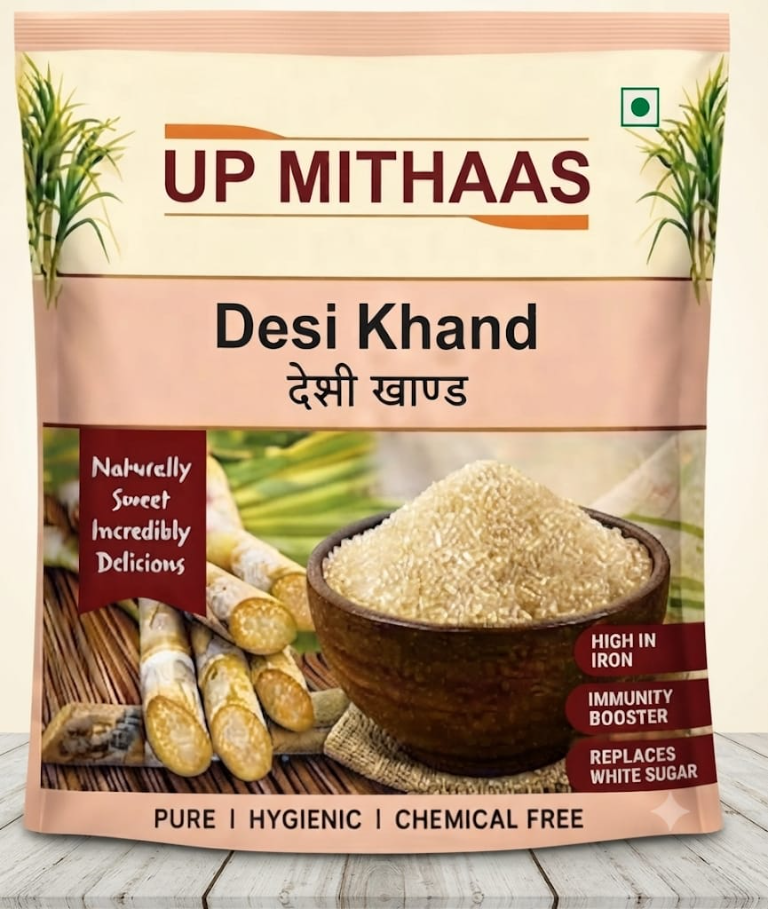 UP MITHAAS
Desi Khand
देशी खाण्ड
Naturelly
Sweet
Incredibly
Delicious
HIGH IN
IRON
IMMUNITY
BOOSTER
REPLACES
WHITE SUGAR
PURE | HYGIENIC | CHEMICAL FREE